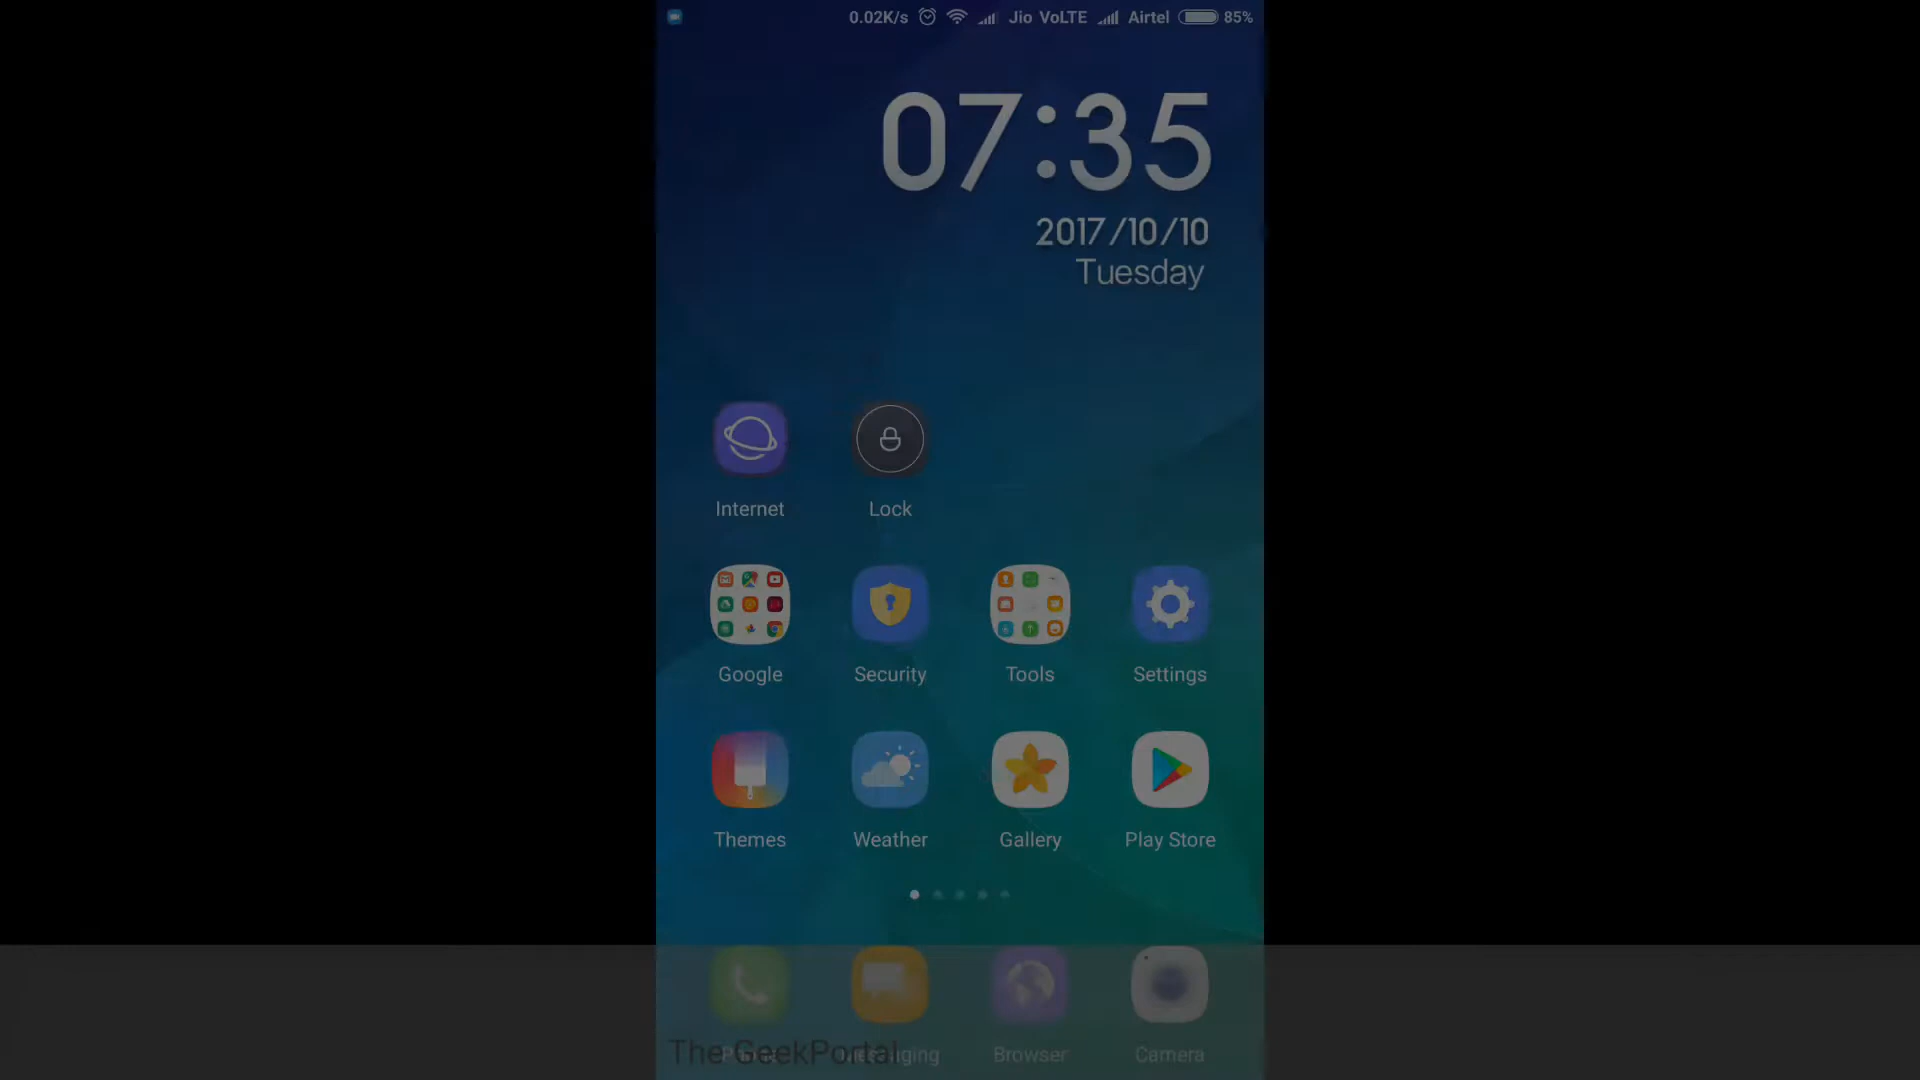 0.02K/s Jio VoLTE Airtel 85%
07:35
2017/10/10
Tuesday
Internet Lock
Google Security Tools Settings
Themes Weather Gallery Play Store
Phone Messaging Browser Camera
The GeekPortal